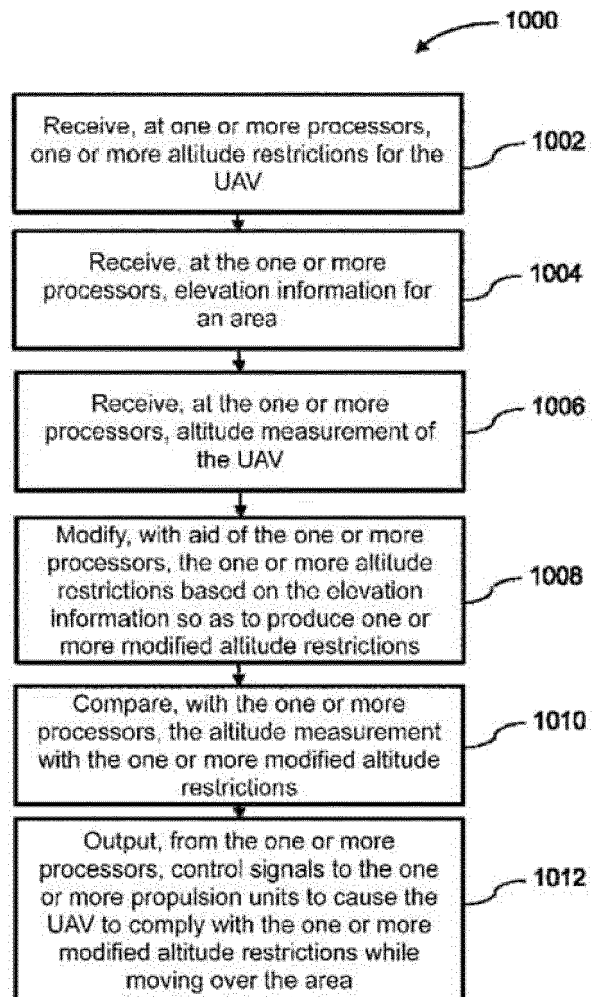 1000
Receive, at one or more processors,
one or more altitude restrictions for the
UAV
1002
Receive, at the one or more
processors, elevation information for
an area
1004
Receive, at the one or more
processors, altitude measurement of
the UAV
1006
Modify, with aid of the one or more
processors, the one or more altitude
restrictions based on the elevation
information so as to produce one or
more modified altitude restrictions
1008
Compare, with the one or more
processors, the altitude measurement
with the one or more modified altitude
restrictions
1010
Output, from the one or more
processors, control signals to the one
or more propulsion units to cause the
UAV to comply with the one or more
modified altitude restrictions while
moving over the area
1012